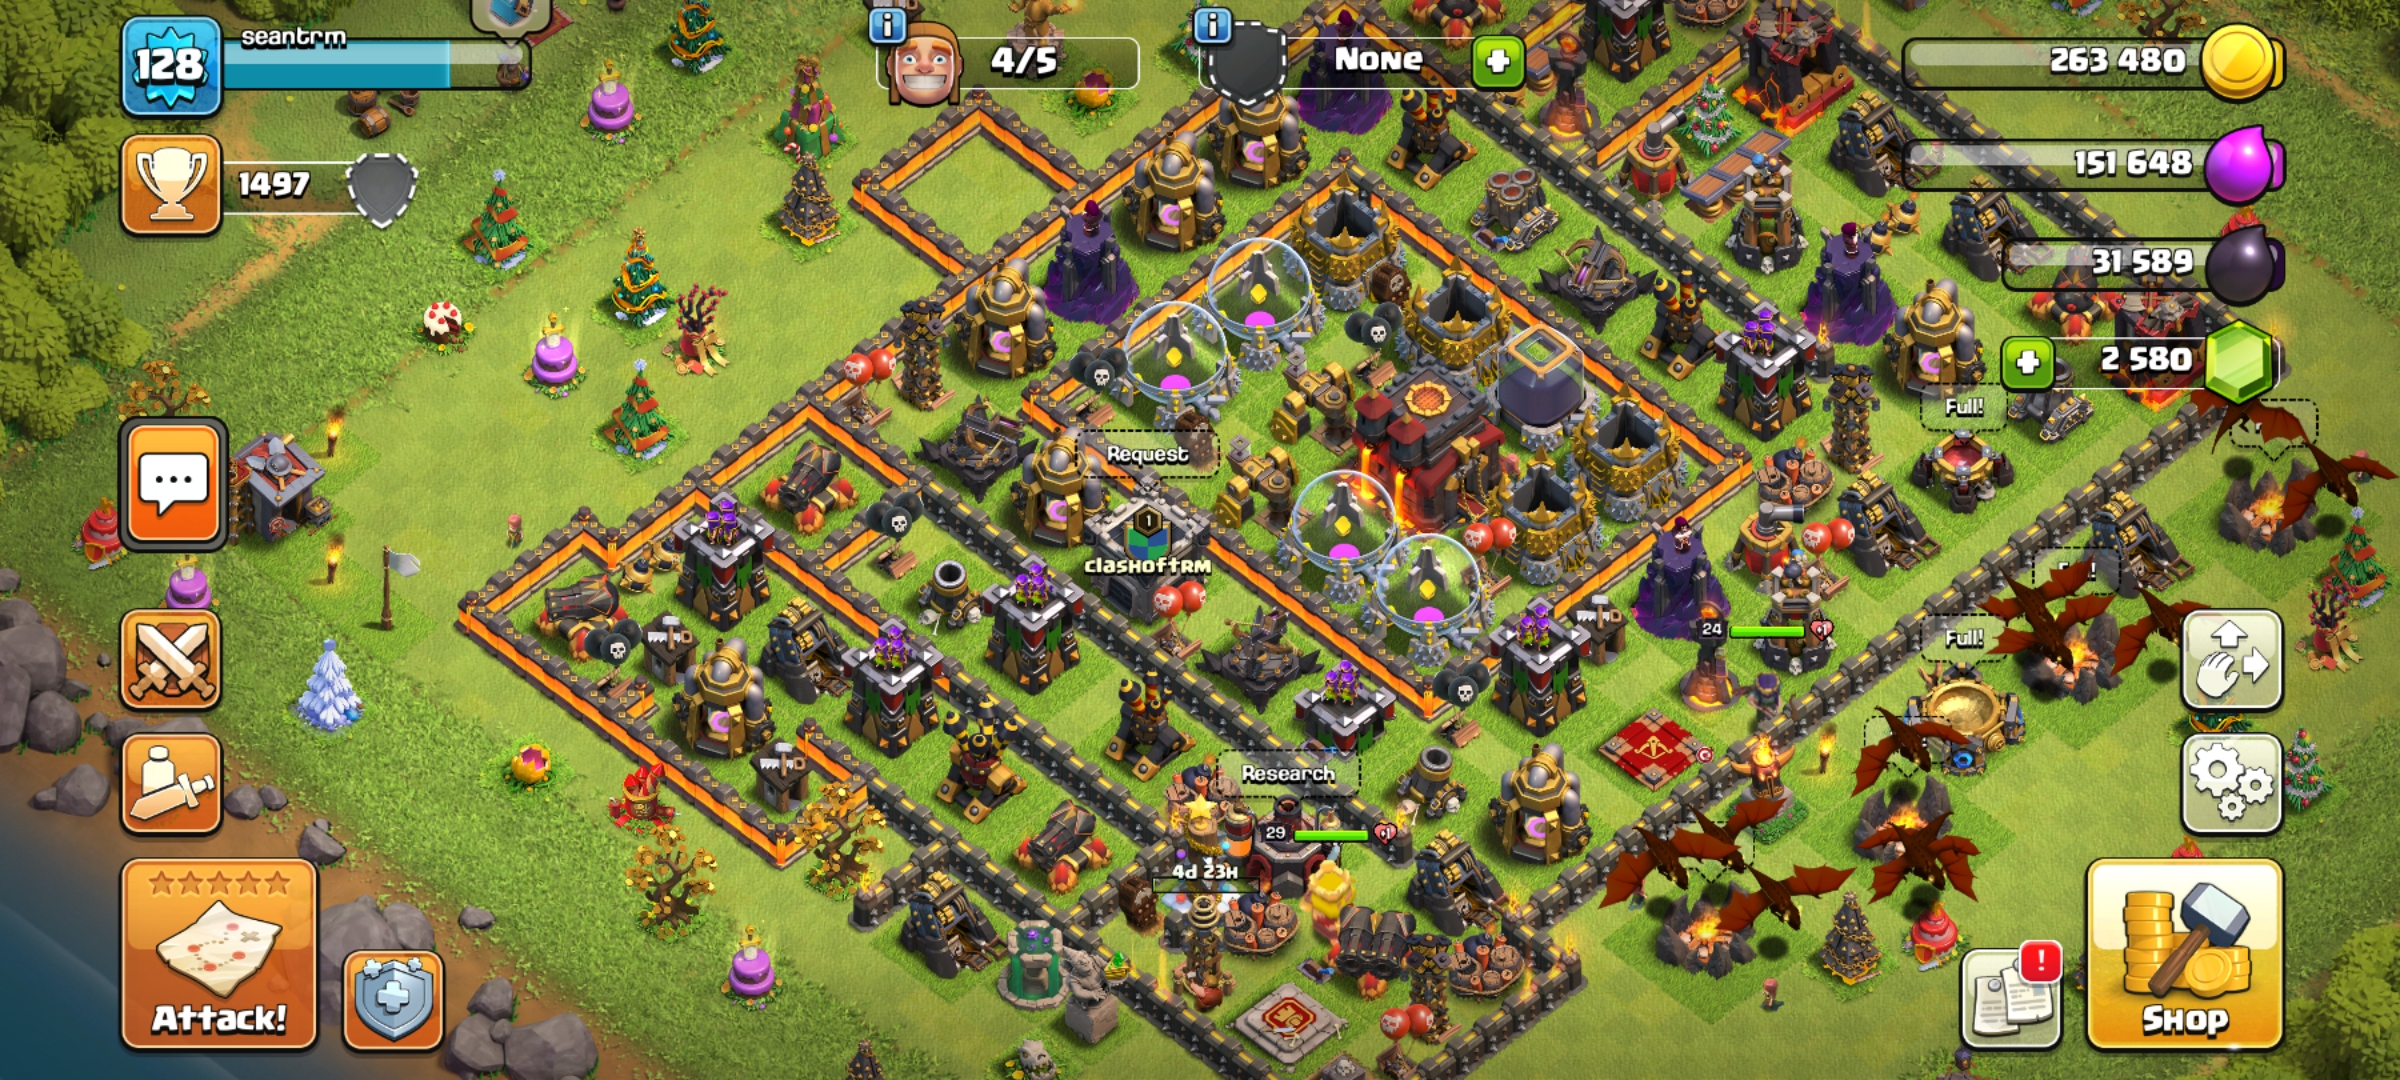 128
seantrm
4/5
None
263 480
1497
151 648
31 589
2 580
Full!
Request
1
clashoftrm
24
Full!
Research
29
4d 23h
Attack!
!
Shop